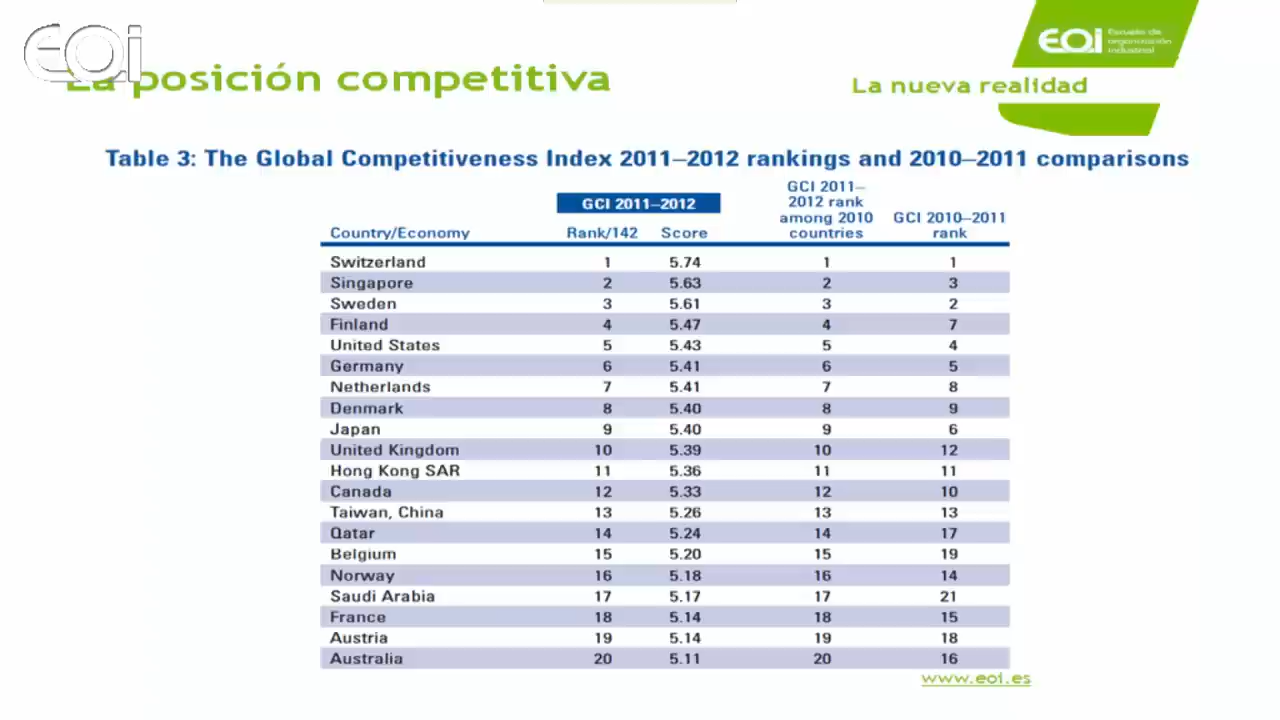 EOi
EOi Escuela de
organización
industrial
La posición competitiva
La nueva realidad
Table 3: The Global Competitiveness Index 2011–2012 rankings and 2010–2011 comparisons
GCI 2011–2012
GCI 2011–
2012 rank
among 2010
countries
GCI 2010–2011
rank
Country/Economy Rank/142 Score
Switzerland 1 5.74 1 1
Singapore 2 5.63 2 3
Sweden 3 5.61 3 2
Finland 4 5.47 4 7
United States 5 5.43 5 4
Germany 6 5.41 6 5
Netherlands 7 5.41 7 8
Denmark 8 5.40 8 9
Japan 9 5.40 9 6
United Kingdom 10 5.39 10 12
Hong Kong SAR 11 5.36 11 11
Canada 12 5.33 12 10
Taiwan, China 13 5.26 13 13
Qatar 14 5.24 14 17
Belgium 15 5.20 15 19
Norway 16 5.18 16 14
Saudi Arabia 17 5.17 17 21
France 18 5.14 18 15
Austria 19 5.14 19 18
Australia 20 5.11 20 16
www.eoi.es